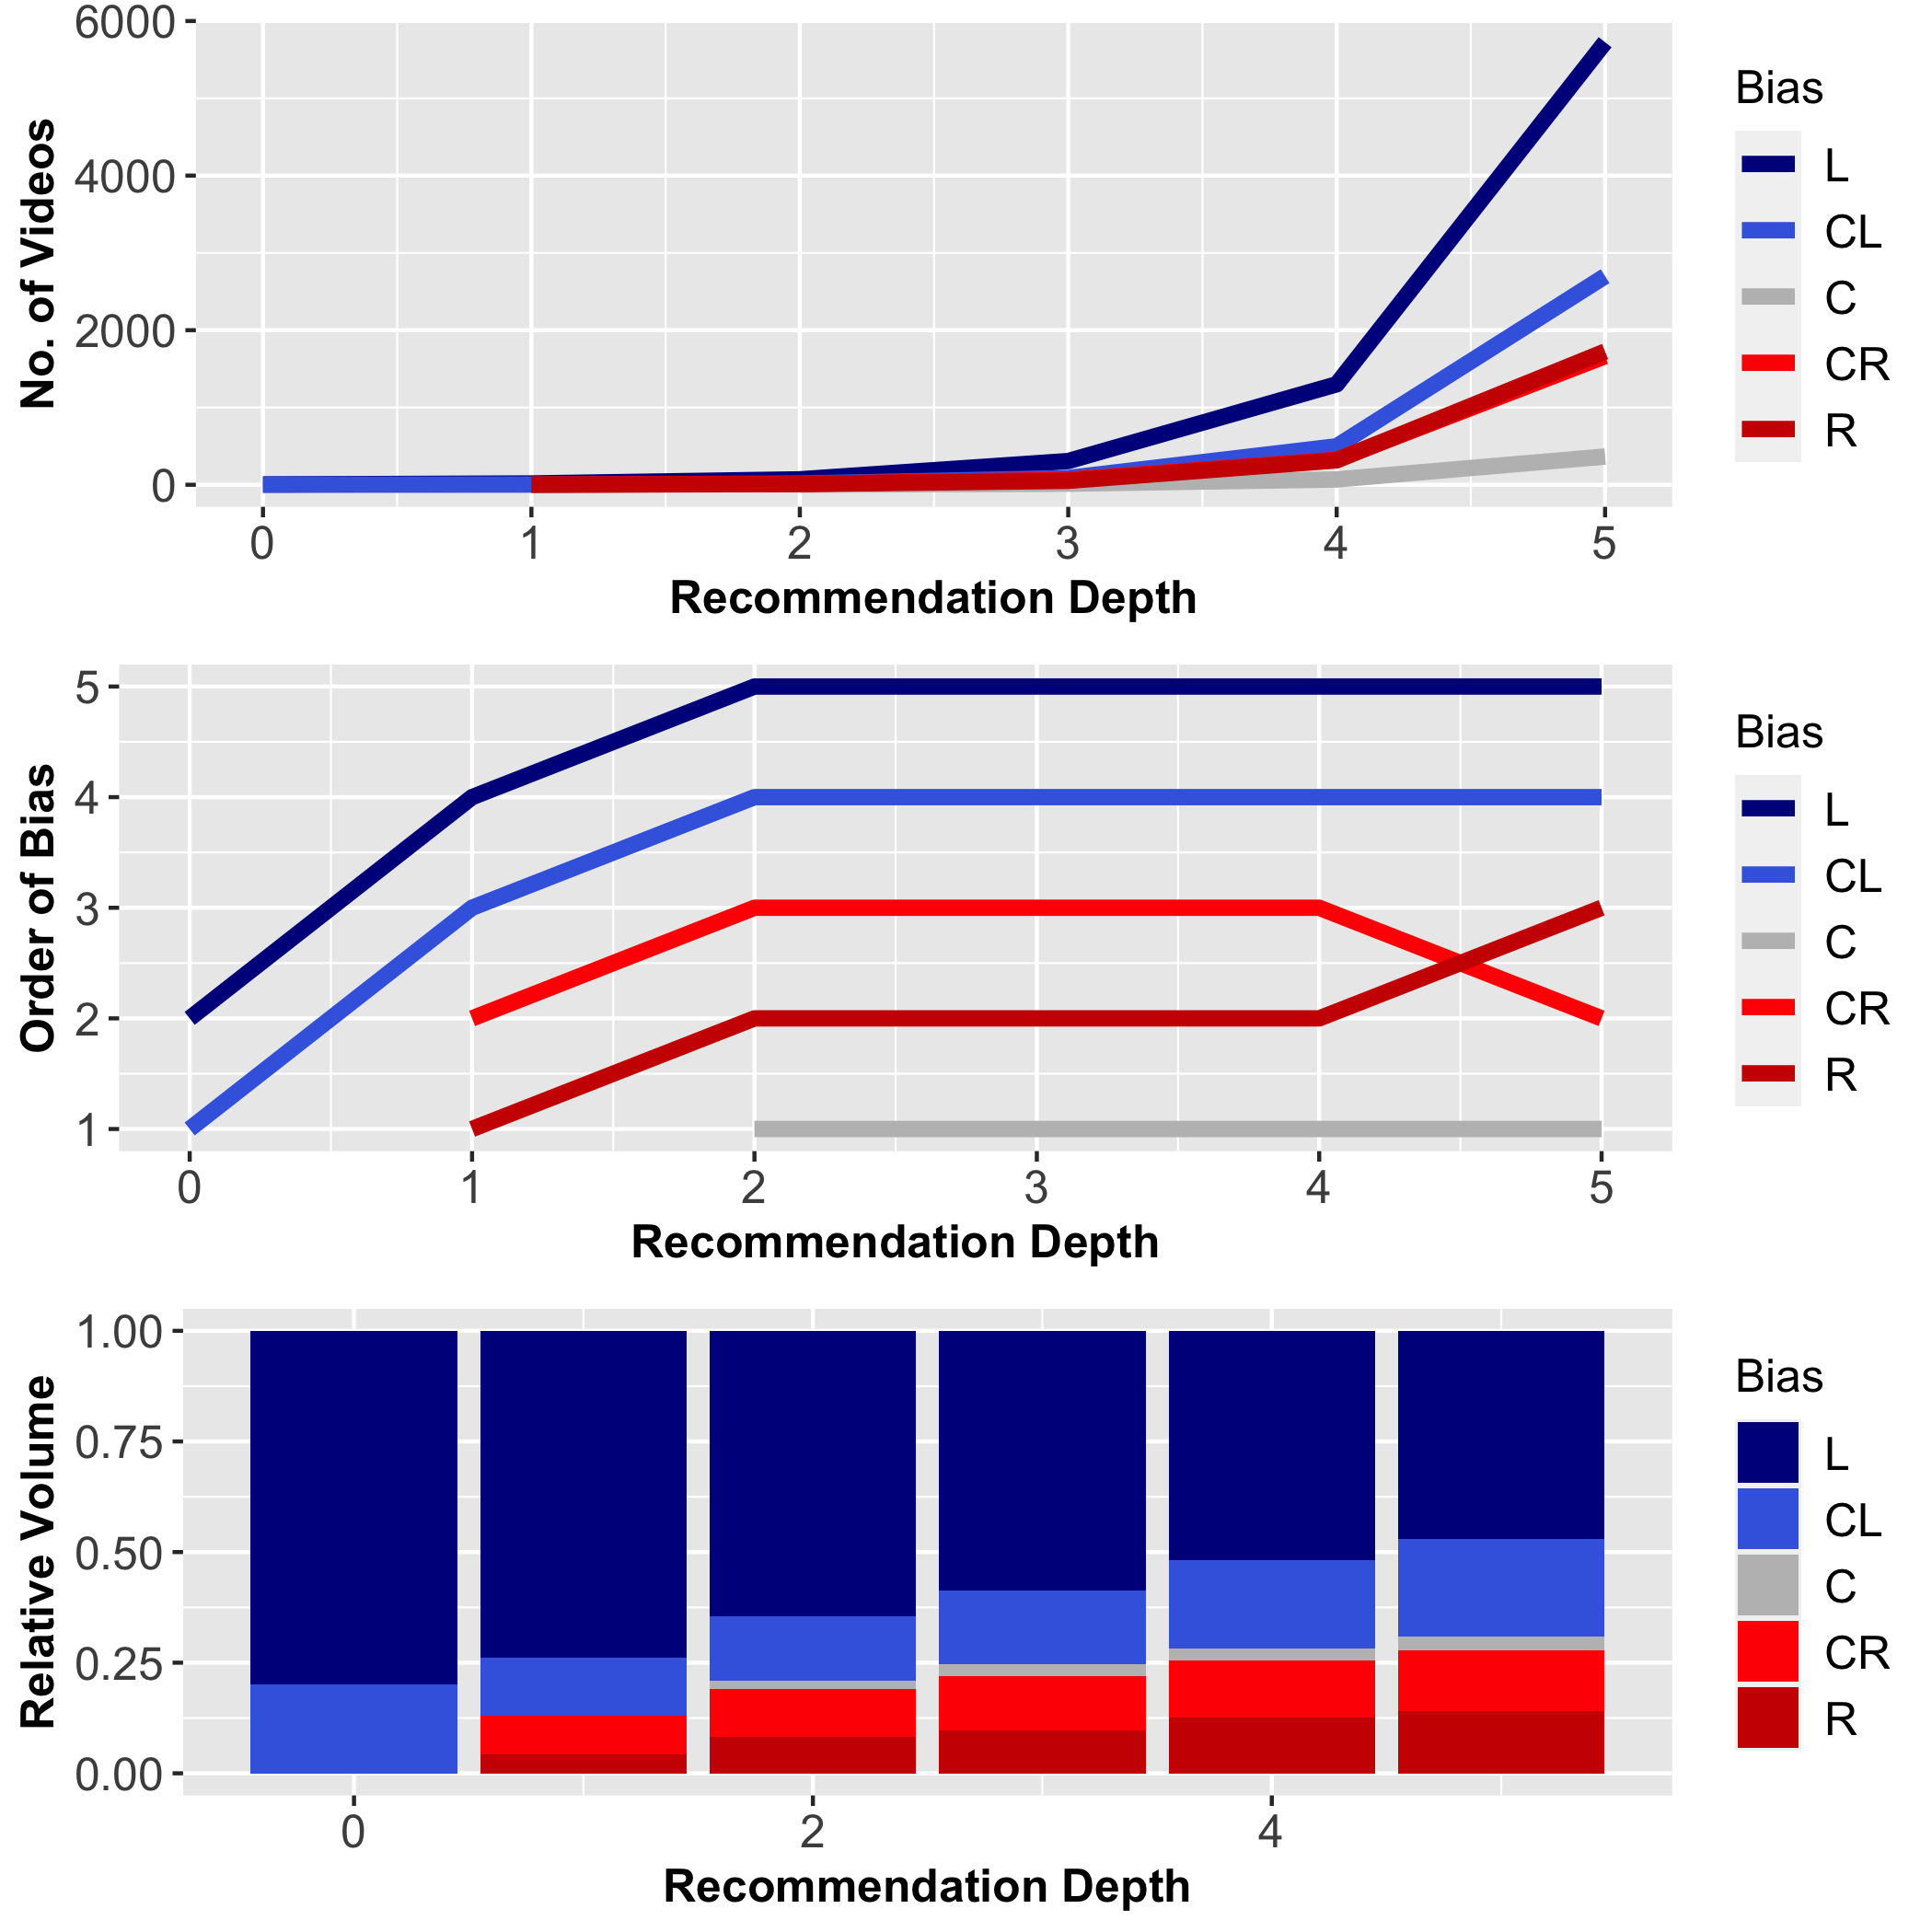 No. of Videos
6000
4000
2000
0
0 1 2 3 4 5
Recommendation Depth
Bias
L
CL
C
CR
R
Order of Bias
5
4
3
2
1
0 1 2 3 4 5
Recommendation Depth
Bias
L
CL
C
CR
R
Relative Volume
1.00
0.75
0.50
0.25
0.00
0 2 4
Recommendation Depth
Bias
L
CL
C
CR
R